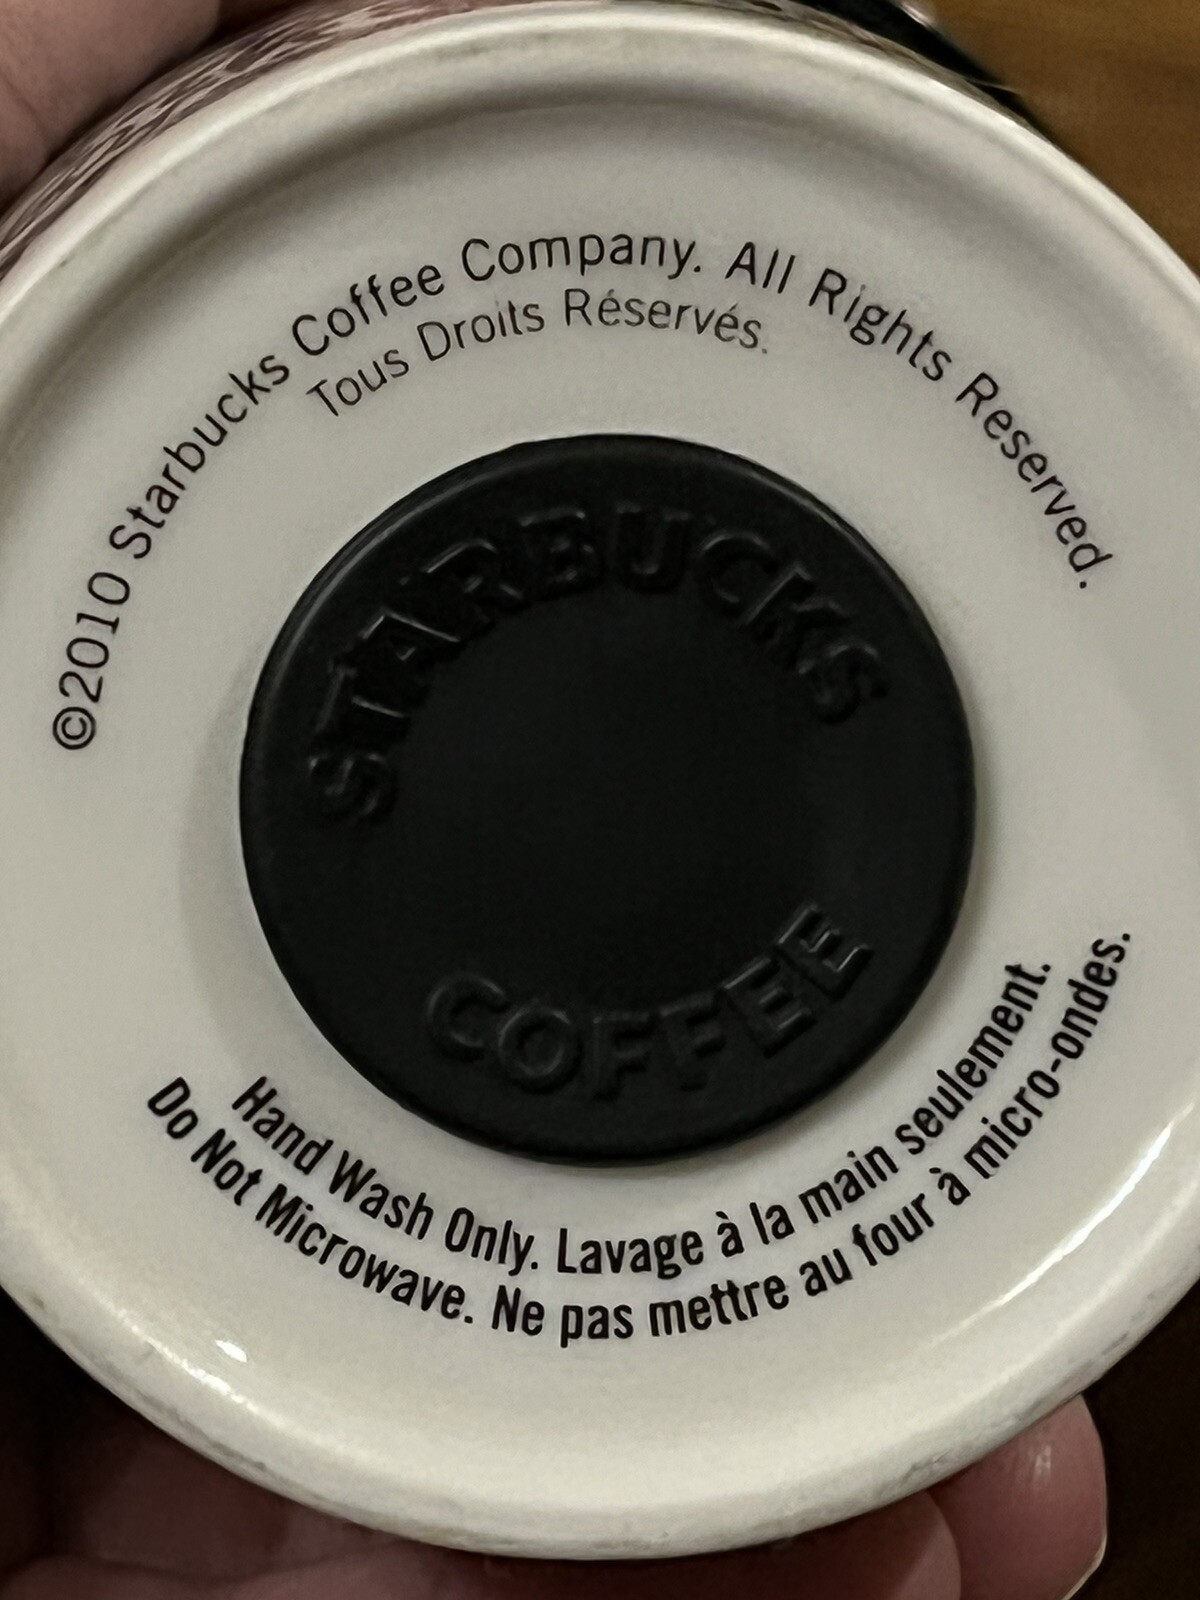 ©2010 Starbucks Coffee Company. All Rights Reserved.
Tous Droits Réservés.
STARBUCKS
COFFEE
Hand Wash Only. Lavage à la main seulement.
Do Not Microwave. Ne pas mettre au four à micro-ondes.